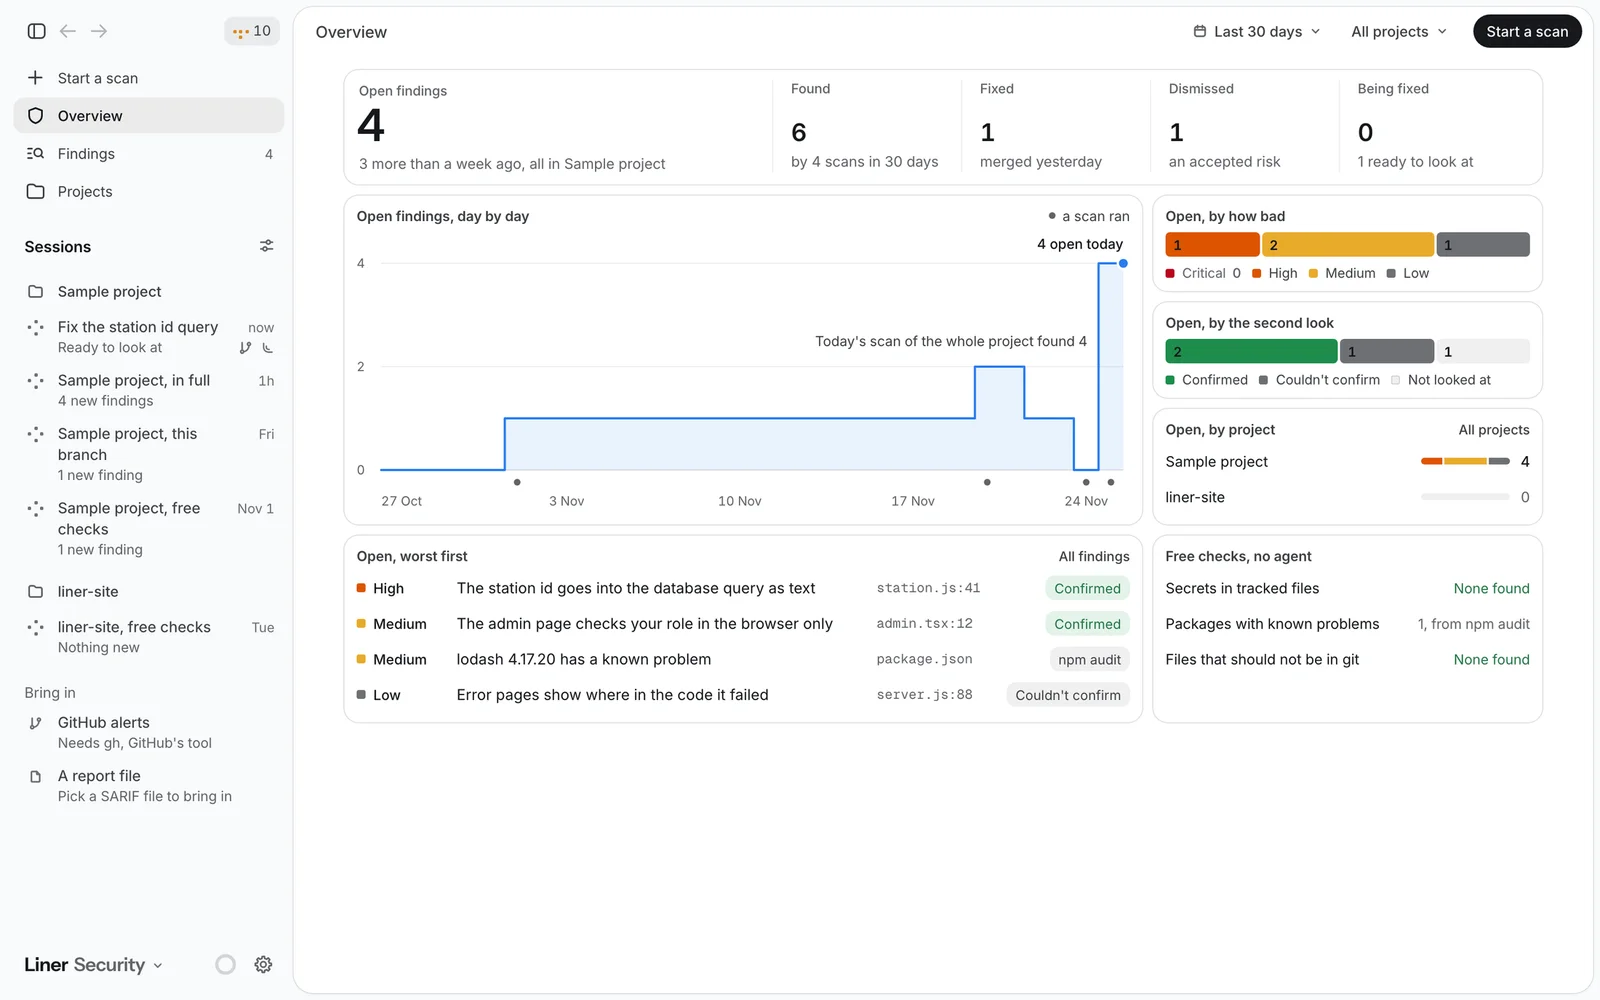 10
Start a scan
Overview
Findings 4
Projects
Sessions
Sample project
Fix the station id query now
Ready to look at
Sample project, in full 1h
4 new findings
Sample project, this Fri
branch
1 new finding
Sample project, free Nov 1
checks
1 new finding
liner-site
liner-site, free checks Tue
Nothing new
Bring in
GitHub alerts
Needs gh, GitHub's tool
A report file
Pick a SARIF file to bring in
Liner Security
Overview
Last 30 days All projects Start a scan
Open findings
4
3 more than a week ago, all in Sample project
Found
6
by 4 scans in 30 days
Fixed
1
merged yesterday
Dismissed
1
an accepted risk
Being fixed
0
1 ready to look at
Open findings, day by day a scan ran
4 open today
4
Today's scan of the whole project found 4
2
0
27 Oct 3 Nov 10 Nov 17 Nov 24 Nov
Open, by how bad
1 2 1
Critical 0 High Medium Low
Open, by the second look
2 1 1
Confirmed Couldn't confirm Not looked at
Open, by project All projects
Sample project 4
liner-site 0
Open, worst first All findings
High The station id goes into the database query as text station.js:41 Confirmed
Medium The admin page checks your role in the browser only admin.tsx:12 Confirmed
Medium lodash 4.17.20 has a known problem package.json npm audit
Low Error pages show where in the code it failed server.js:88 Couldn't confirm
Free checks, no agent
Secrets in tracked files None found
Packages with known problems 1, from npm audit
Files that should not be in git None found